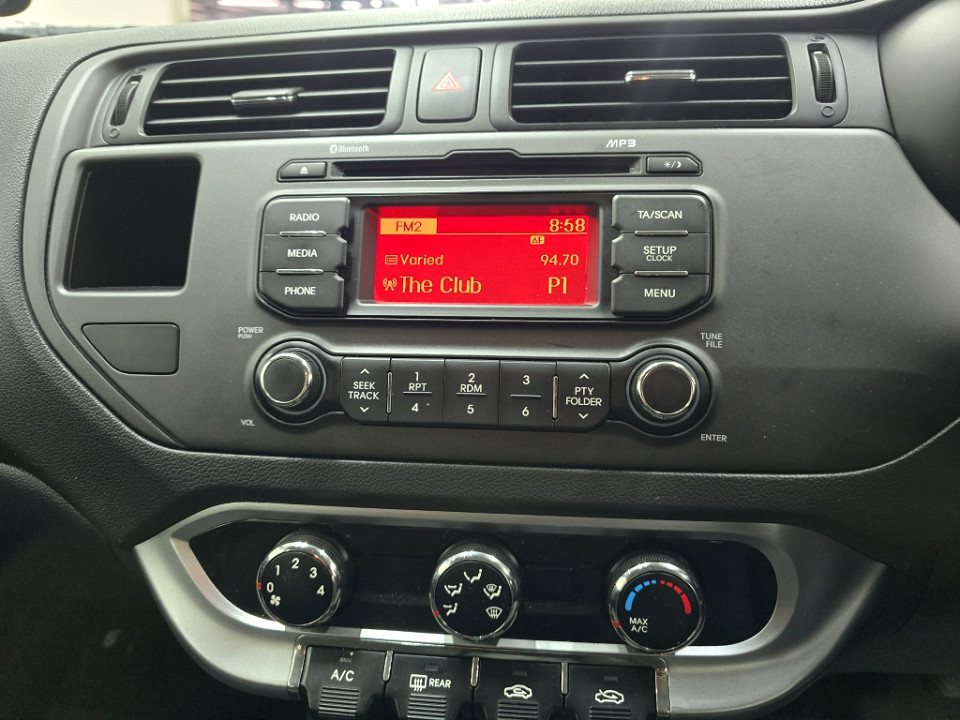 Bluetooth
MP3
RADIO
MEDIA
PHONE
FM2
8:58
AF
Varied
94.70
The Club
P1
TA/SCAN
SETUP
CLOCK
MENU
POWER
PUSH
VOL
SEEK
TRACK
1
RPT
4
2
RDM
5
3
6
PTY
FOLDER
TUNE
FILE
ENTER
0 1 2 3 4
MAX
A/C
A/C
REAR